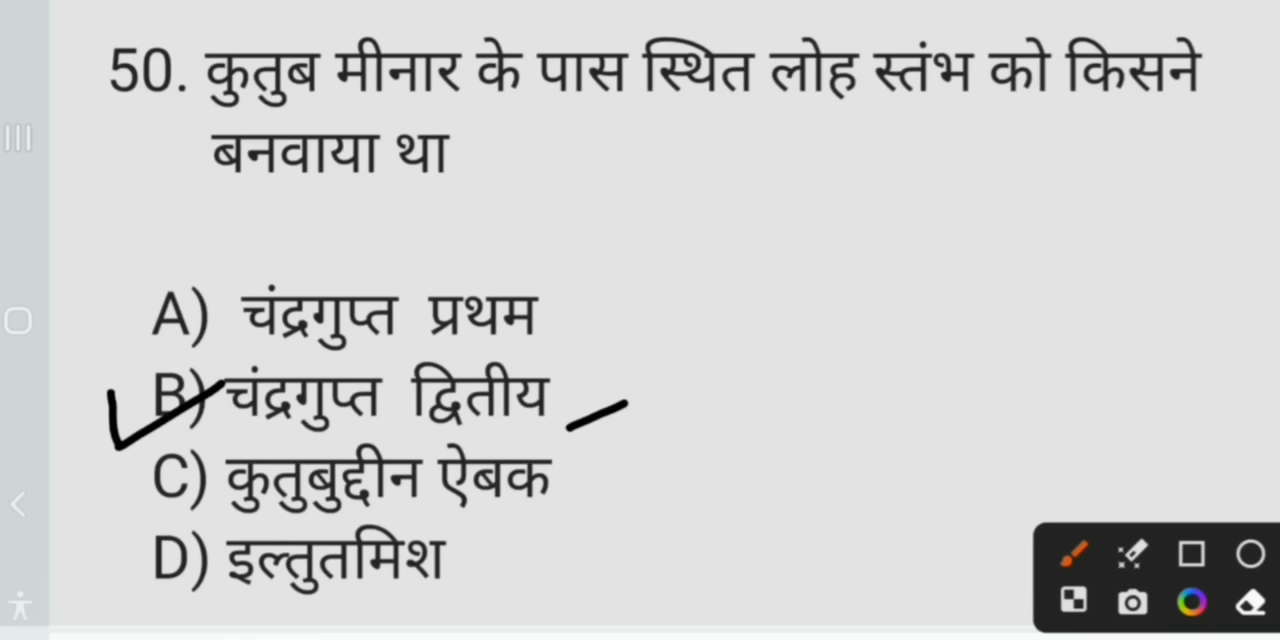 50. कुतुब मीनार के पास स्थित लोह स्तंभ को किसने
बनवाया था
A) चंद्रगुप्त प्रथम
B) चंद्रगुप्त द्वितीय
C) कुतुबुद्दीन ऐबक
D) इल्तुतमिश